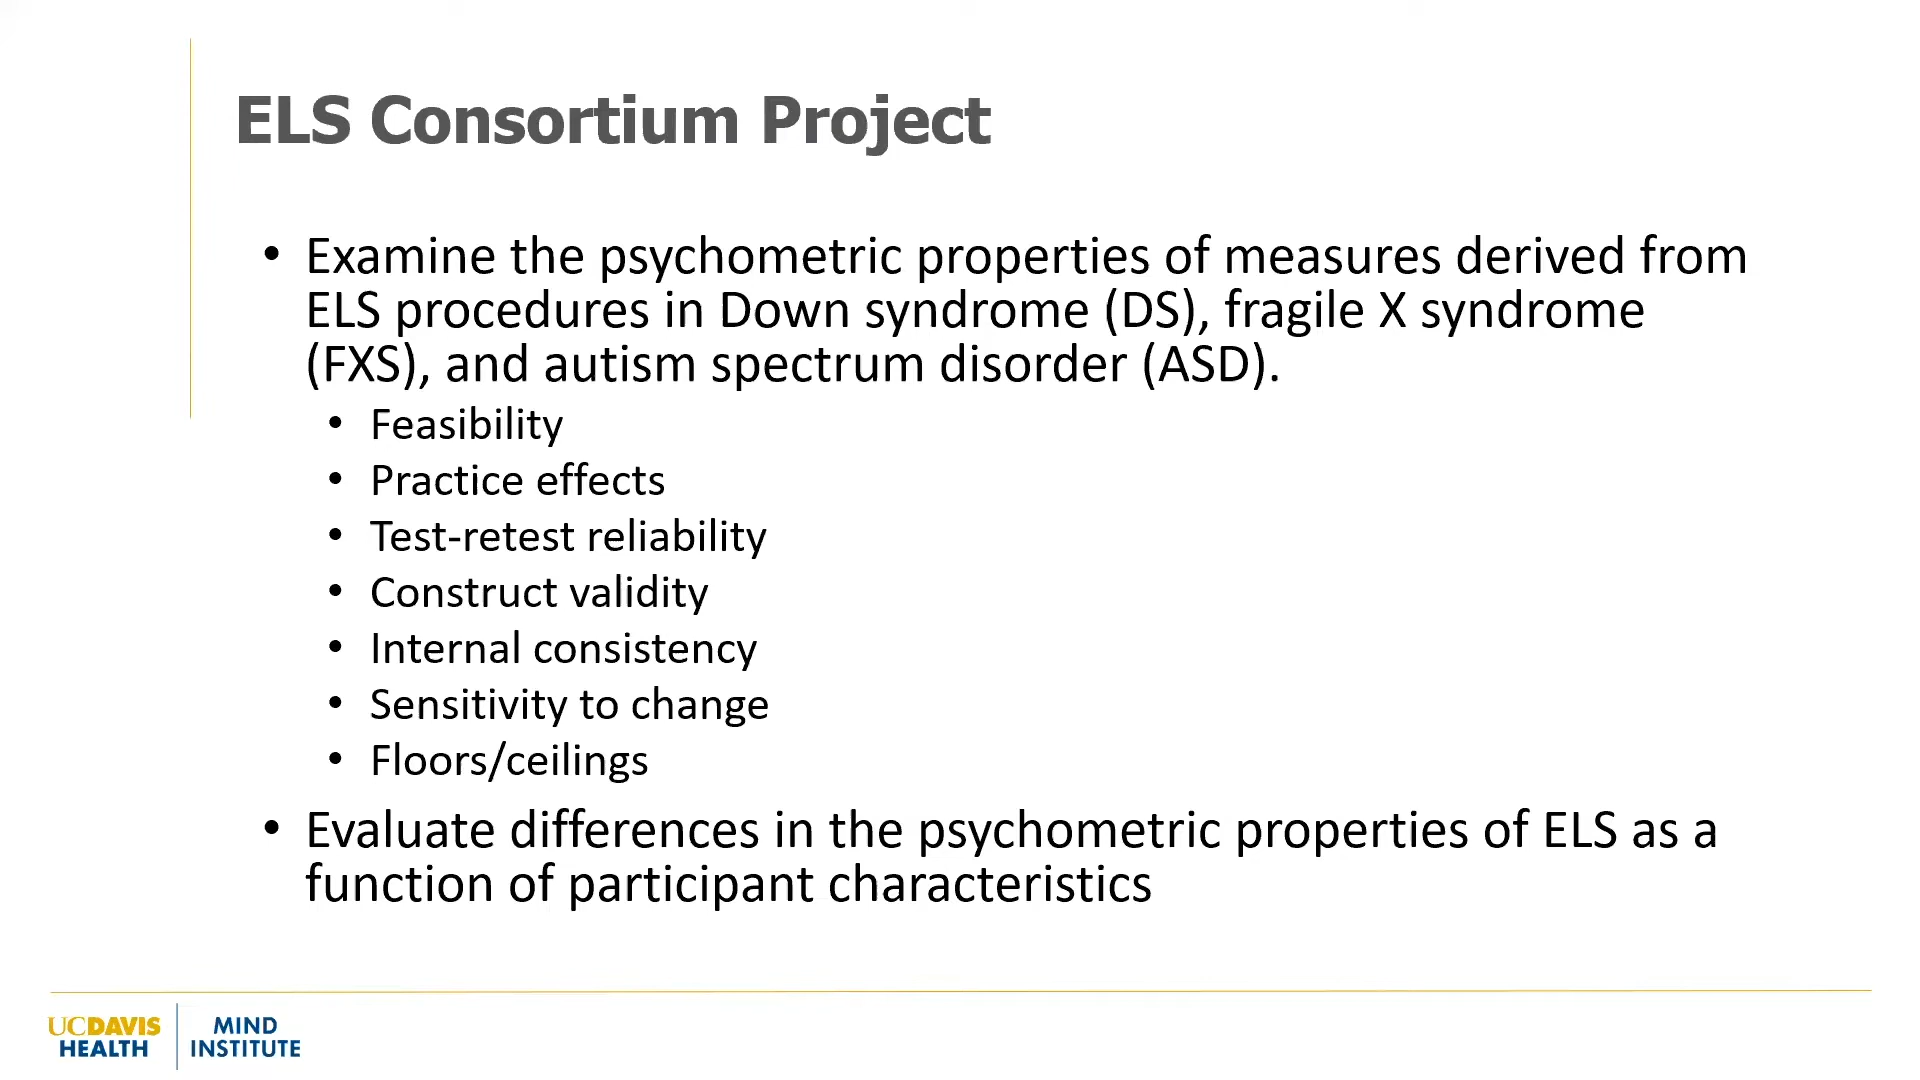 ELS Consortium Project
• Examine the psychometric properties of measures derived from
ELS procedures in Down syndrome (DS), fragile X syndrome
(FXS), and autism spectrum disorder (ASD).
• Feasibility
• Practice effects
• Test-retest reliability
• Construct validity
• Internal consistency
• Sensitivity to change
• Floors/ceilings
• Evaluate differences in the psychometric properties of ELS as a
function of participant characteristics
UCDAVIS
HEALTH
MIND
INSTITUTE